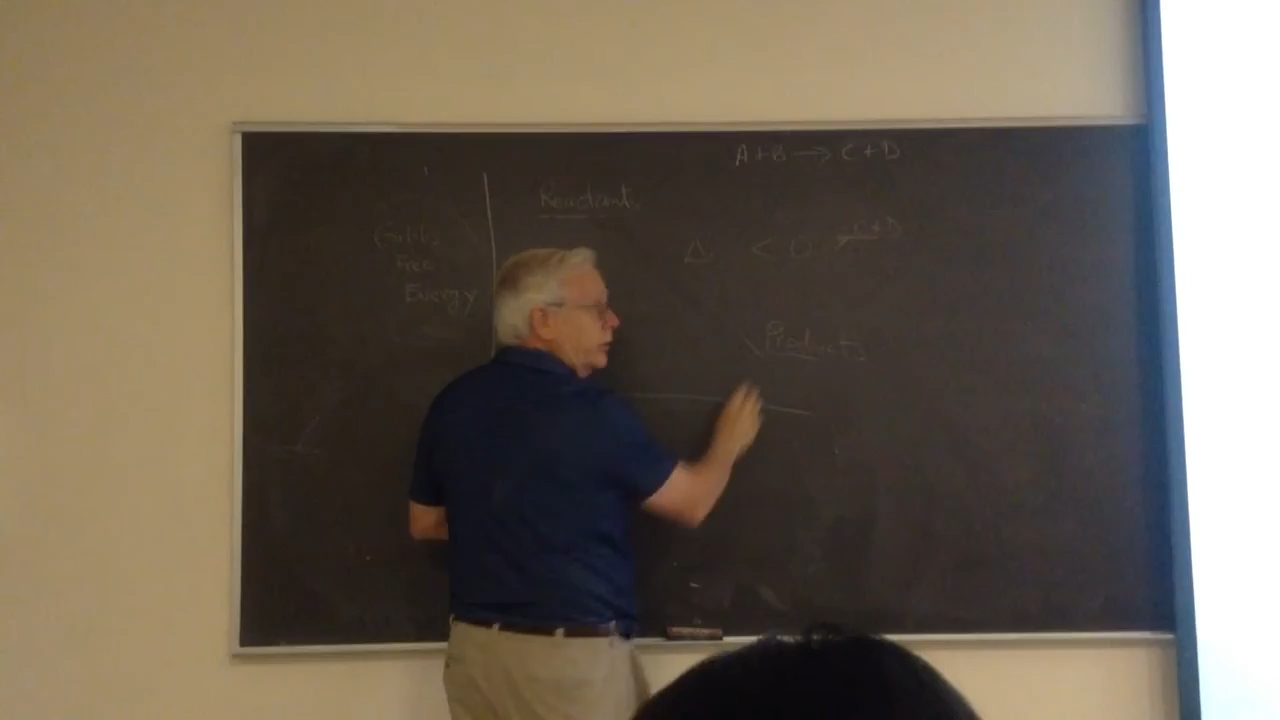 A + B → C + D
Reactants
Gibbs
Free
Energy
Δ < 0
C + D
Products